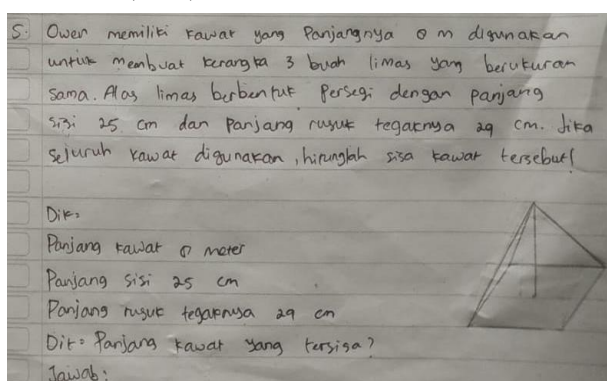 5. Owen memiliki kawat yang Panjangnya 8 m digunakan
untuk membuat kerangka 3 buah limas yang berukuran
sama. Alas limas berbentuk Persegi dengan panjang
sisi 25 cm dan Panjang rusuk tegaknya 29 cm. Jika
seluruh kawat digunakan, hitunglah sisa kawat tersebut!
Dik:
Panjang kawat 8 meter
Panjang sisi 25 cm
Panjang rusuk tegaknya 29 cm
Dit: Panjang kawat yang tersisa?
Jawab: